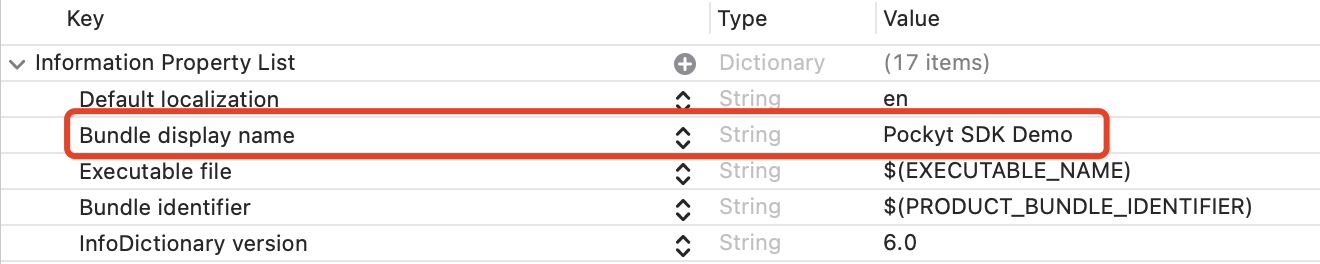 Key Type Value
Information Property List Dictionary (17 items)
Default localization String en
Bundle display name String Pockyt SDK Demo
Executable file String $(EXECUTABLE_NAME)
Bundle identifier String $(PRODUCT_BUNDLE_IDENTIFIER)
InfoDictionary version String 6.0